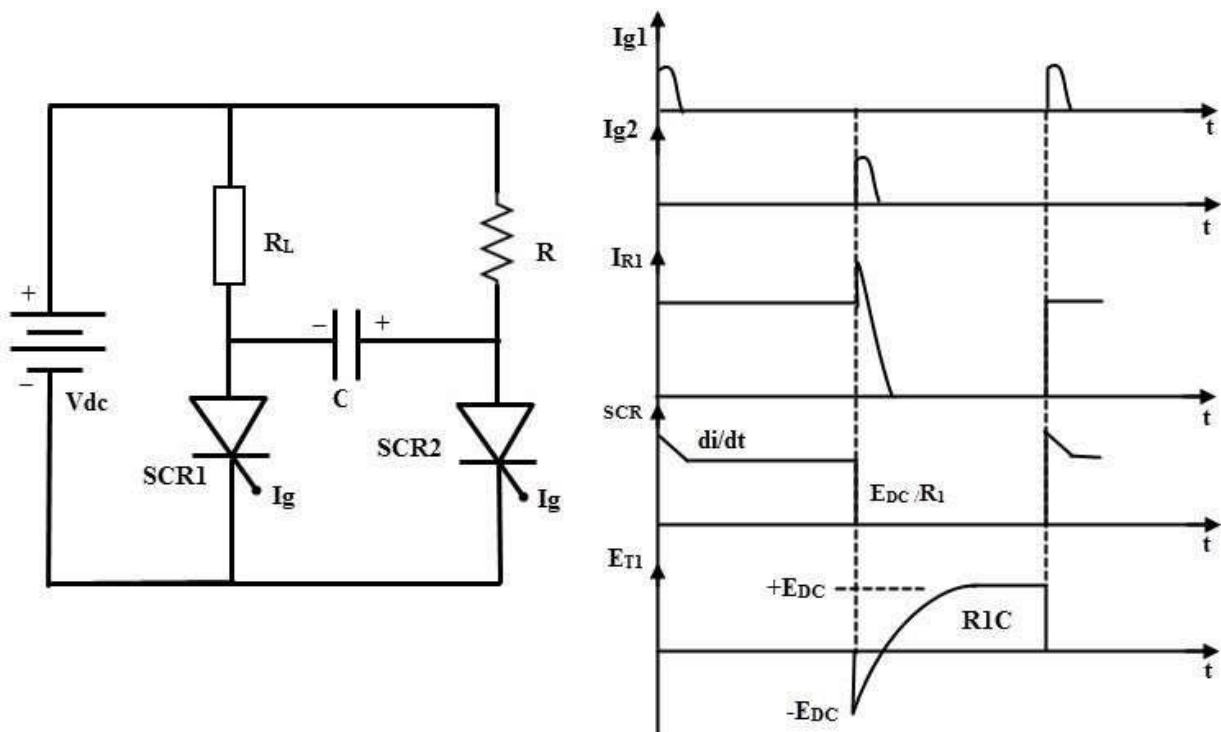 +
Vdc
−
RL
R
− +
C
SCR1
Ig
SCR2
Ig
Ig1
t
Ig2
t
IR1
t
SCR
di/dt
EDC /R1
t
ET1
+EDC
R1C
t
-EDC